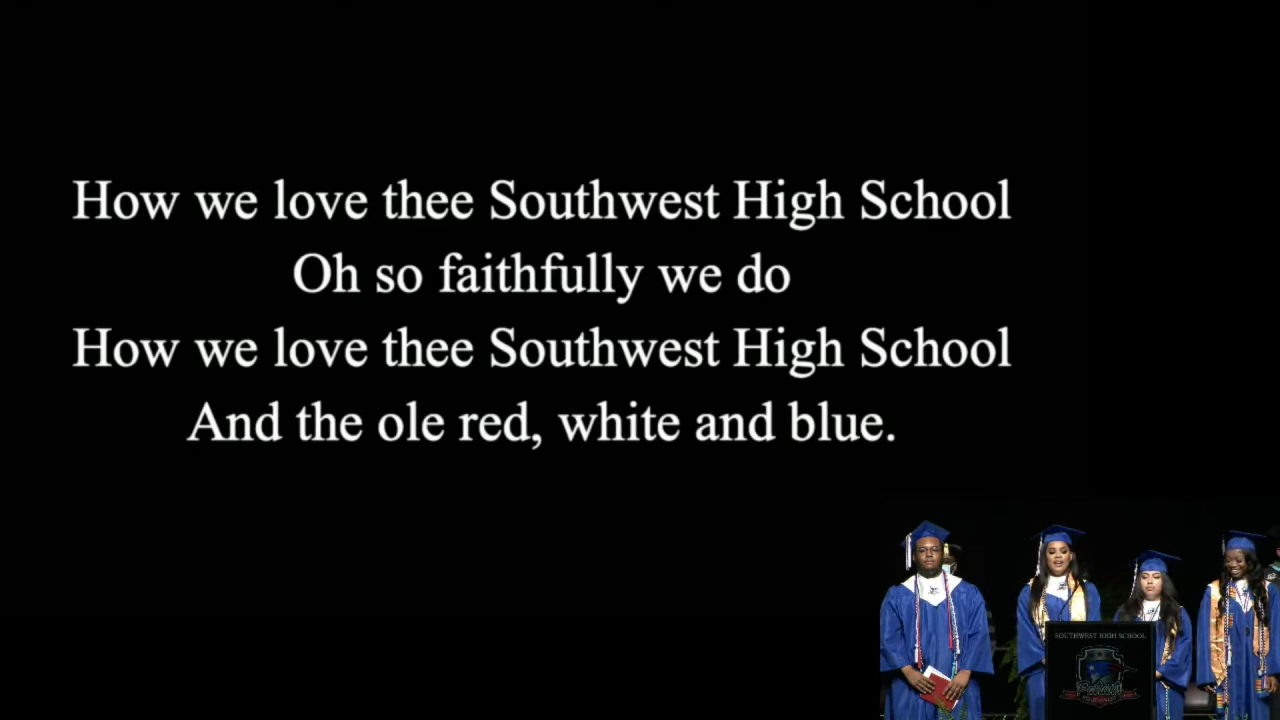 How we love thee Southwest High School
Oh so faithfully we do
How we love thee Southwest High School
And the ole red, white and blue.
SOUTHWEST HIGH SCHOOL